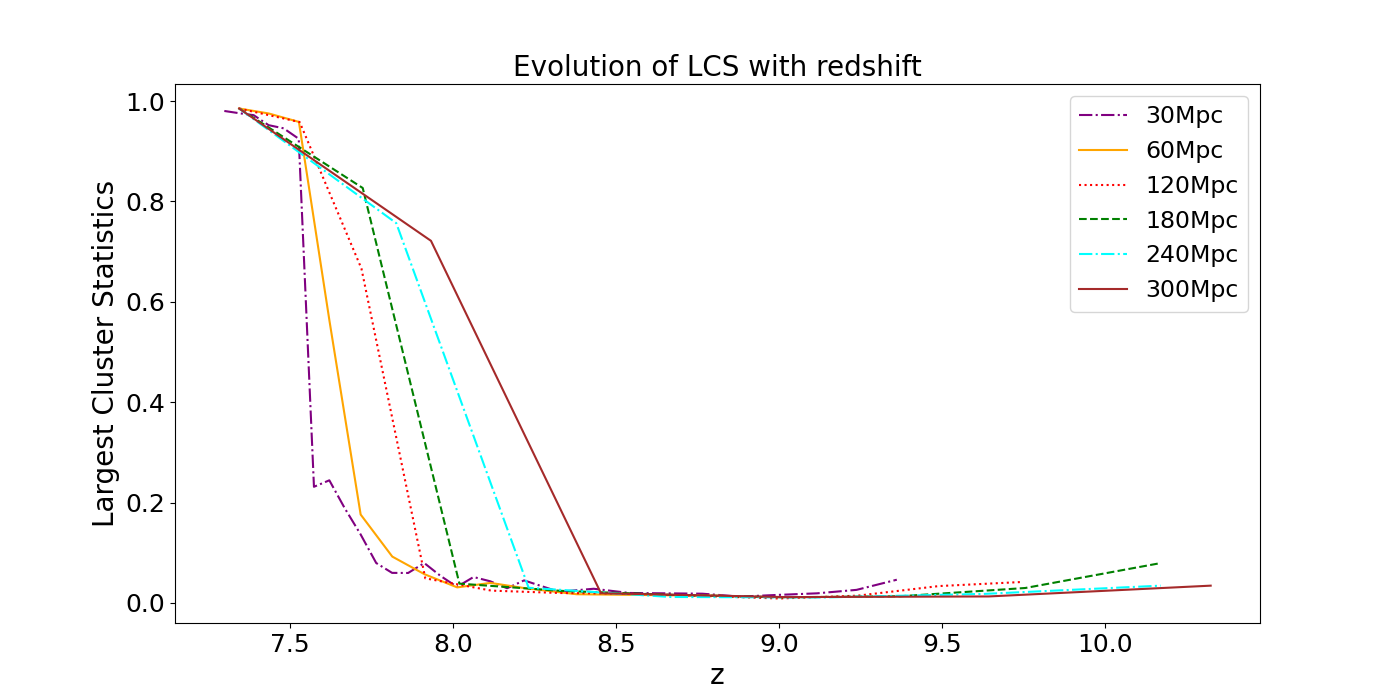 Evolution of LCS with redshift
Largest Cluster Statistics
1.0
0.8
0.6
0.4
0.2
0.0
30Mpc
60Mpc
120Mpc
180Mpc
240Mpc
300Mpc
7.5
8.0
8.5
9.0
9.5
10.0
z